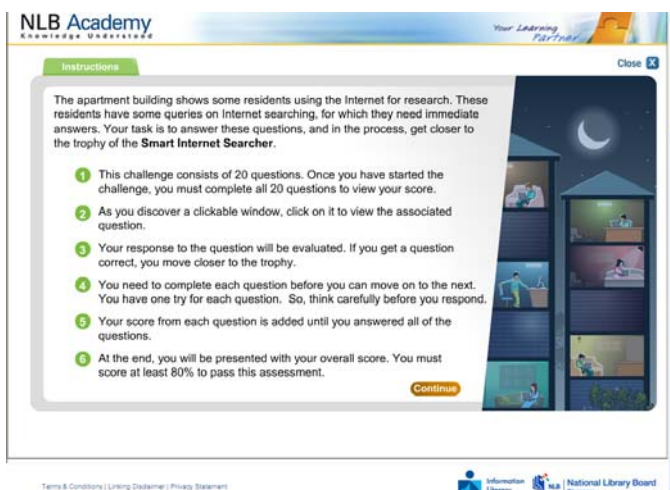 NLB Academy
Knowledge Understood
Your Learning
Partner
Instructions
Close X
The apartment building shows some residents using the Internet for research. These
residents have some queries on Internet searching, for which they need immediate
answers. Your task is to answer these questions, and in the process, get closer to
the trophy of the Smart Internet Searcher.
1 This challenge consists of 20 questions. Once you have started the
challenge, you must complete all 20 questions to view your score.
2 As you discover a clickable window, click on it to view the associated
question.
3 Your response to the question will be evaluated. If you get a question
correct, you move closer to the trophy.
4 You need to complete each question before you can move on to the next.
You have one try for each question. So, think carefully before you respond.
5 Your score from each question is added until you answered all of the
questions.
6 At the end, you will be presented with your overall score. You must
score at least 80% to pass this assessment.
Continue
Terms & Conditions | Linking Disclaimer | Privacy Statement
Information
NLB National Library Board